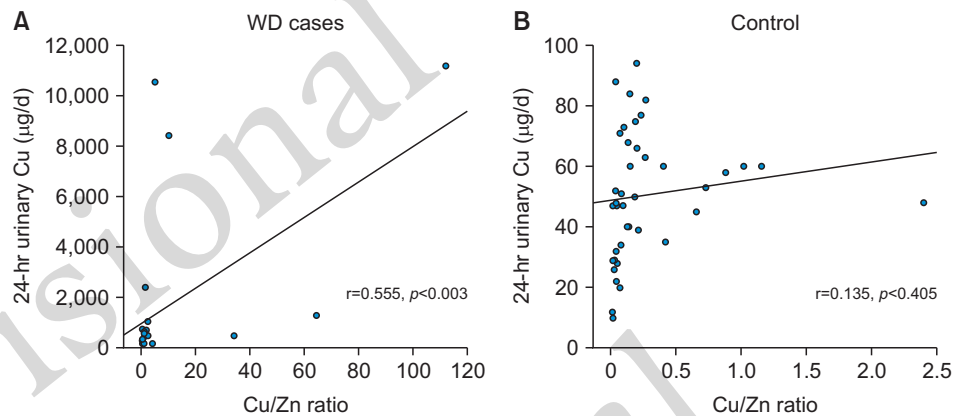 A
WD cases
12,000
10,000
8,000
6,000
4,000
2,000
0
24-hr urinary Cu (μg/d)
r=0.555, p<0.003
0 20 40 60 80 100 120
Cu/Zn ratio
B
Control
100
80
60
40
20
0
24-hr urinary Cu (μg/d)
r=0.135, p<0.405
0 0.5 1.0 1.5 2.0 2.5
Cu/Zn ratio
isional